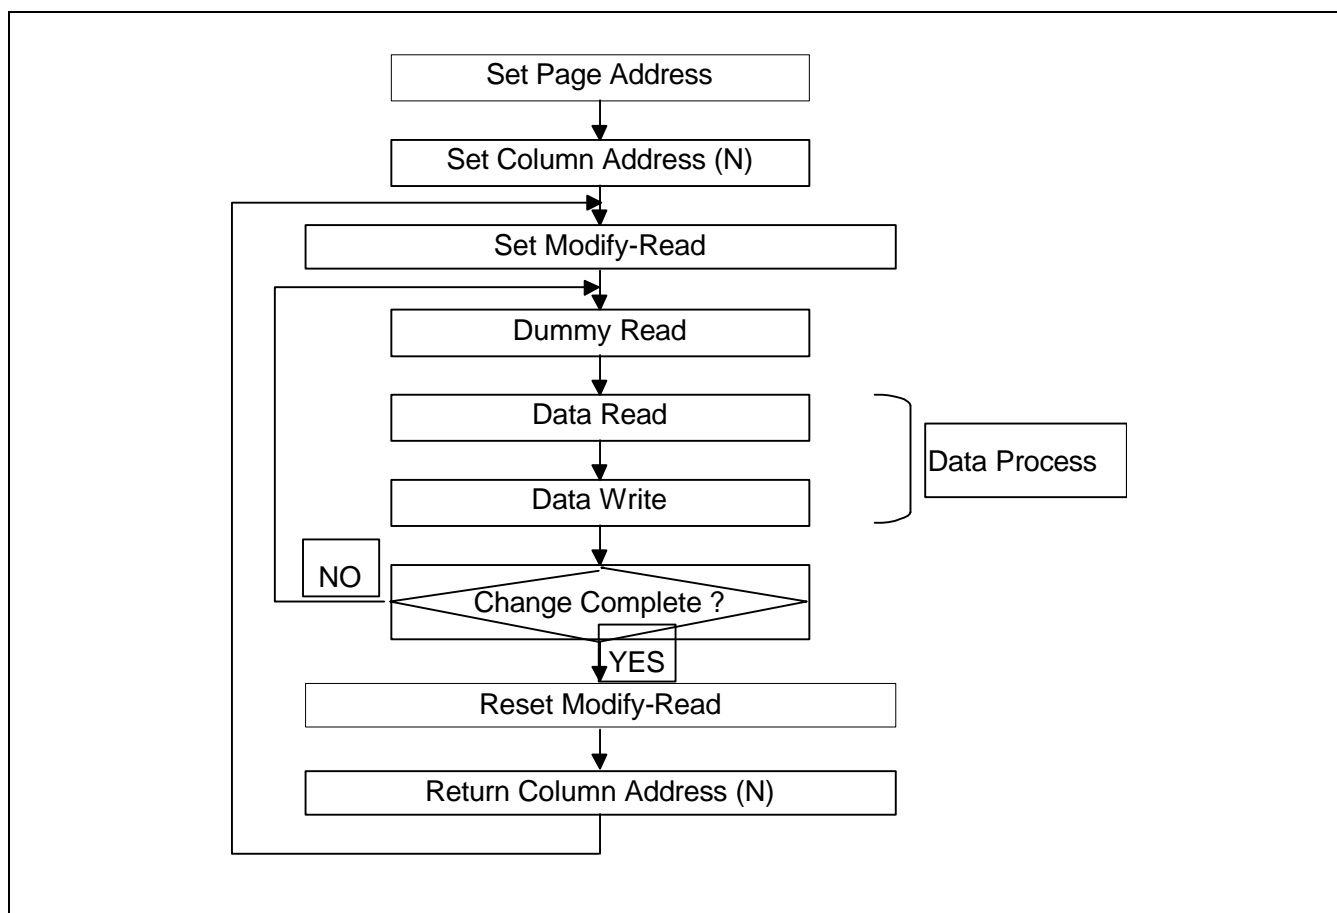 Set Page Address
Set Column Address (N)
Set Modify-Read
Dummy Read
Data Read
Data Process
Data Write
NO
Change Complete ?
YES
Reset Modify-Read
Return Column Address (N)